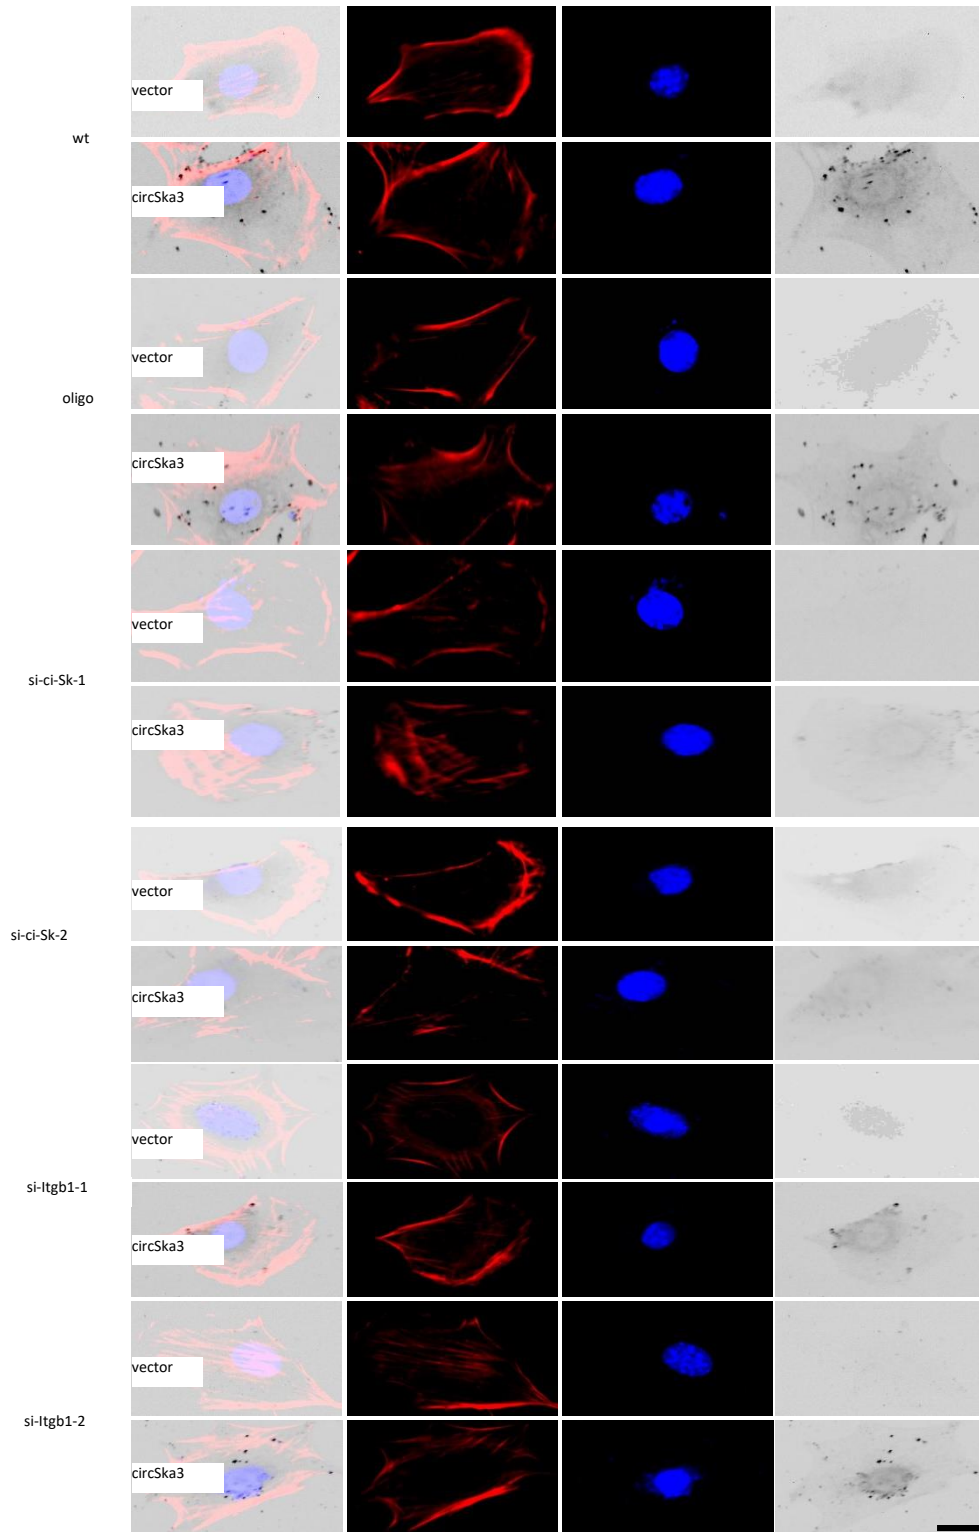 vector
wt
circSka3
vector
oligo
circSka3
vector
si-ci-Sk-1
circSka3
vector
si-ci-Sk-2
circSka3
vector
si-Itgb1-1
circSka3
vector
si-Itgb1-2
circSka3